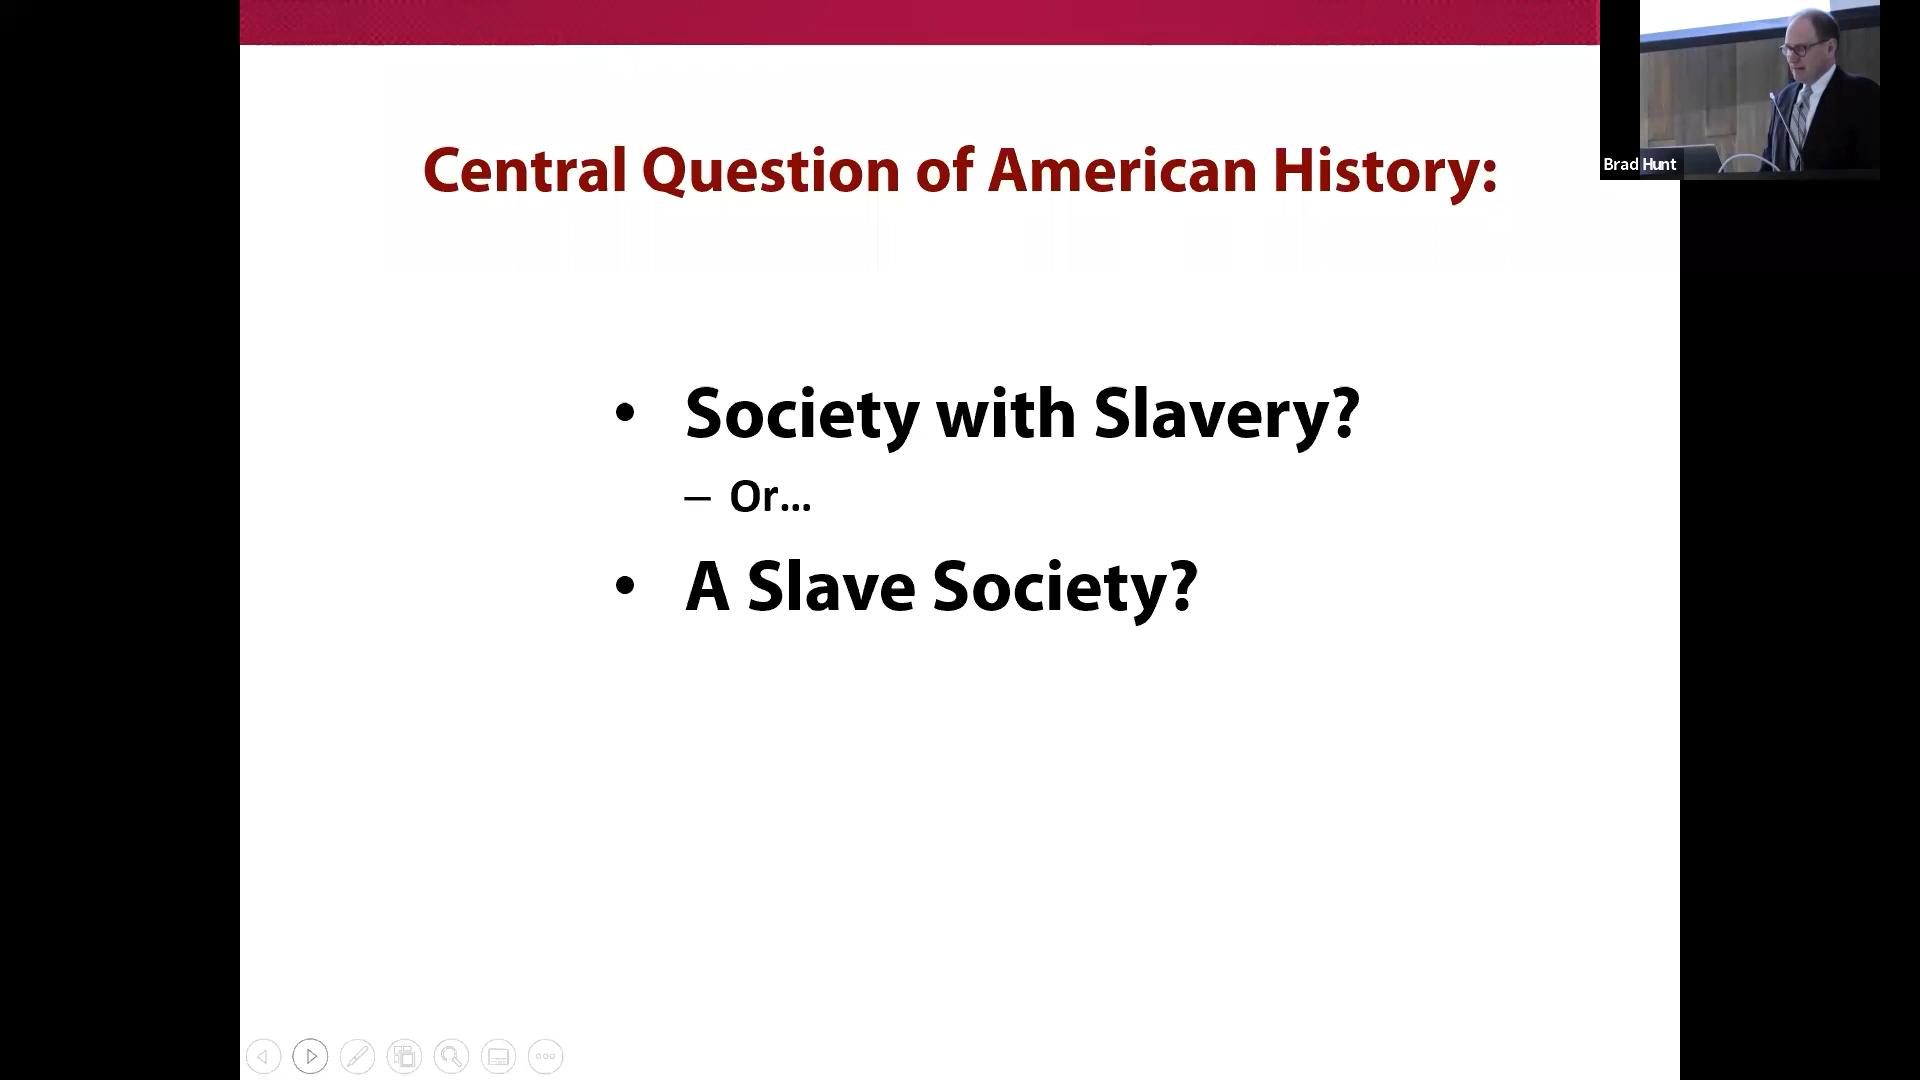 Central Question of American History:
Brad Hunt
• Society with Slavery?
– Or...
• A Slave Society?